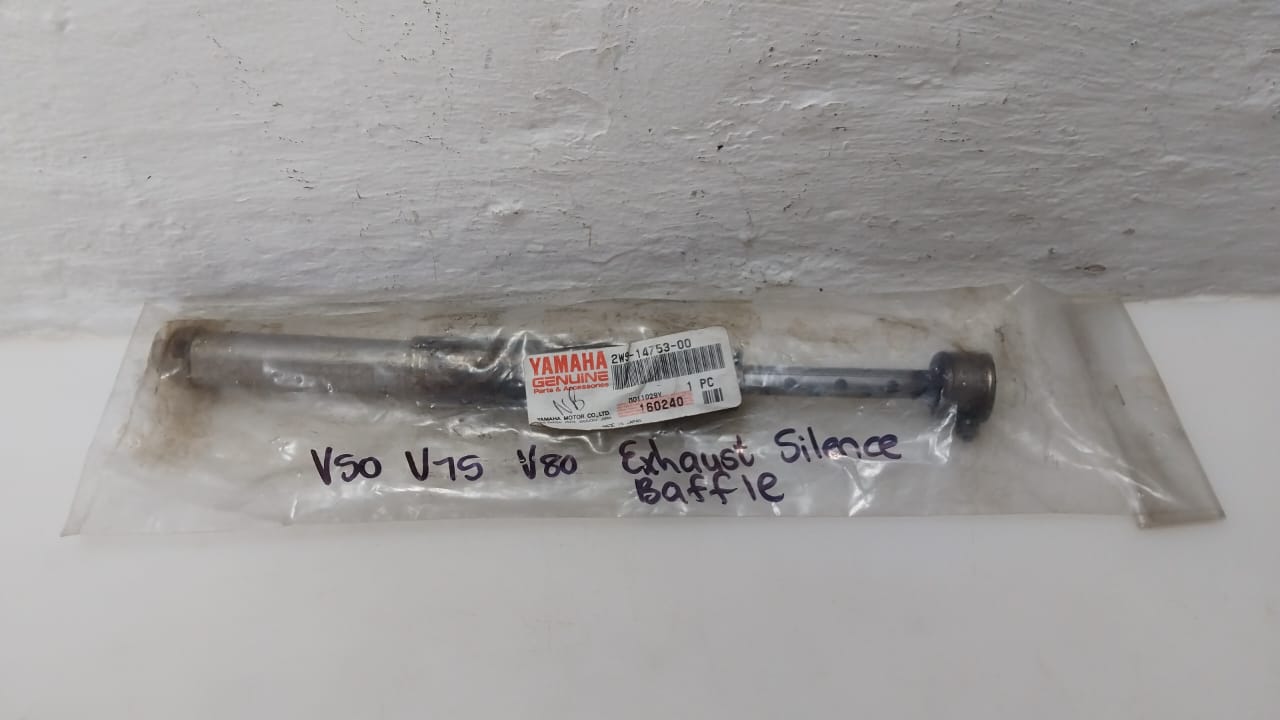 YAMAHA
GENUINE
Parts & Accessories
2W9-14753-00
1 PC
160240
NB
YAMAHA MOTOR CO.,LTD.
V50 V75 V80 Exhaust Silence
Baffle